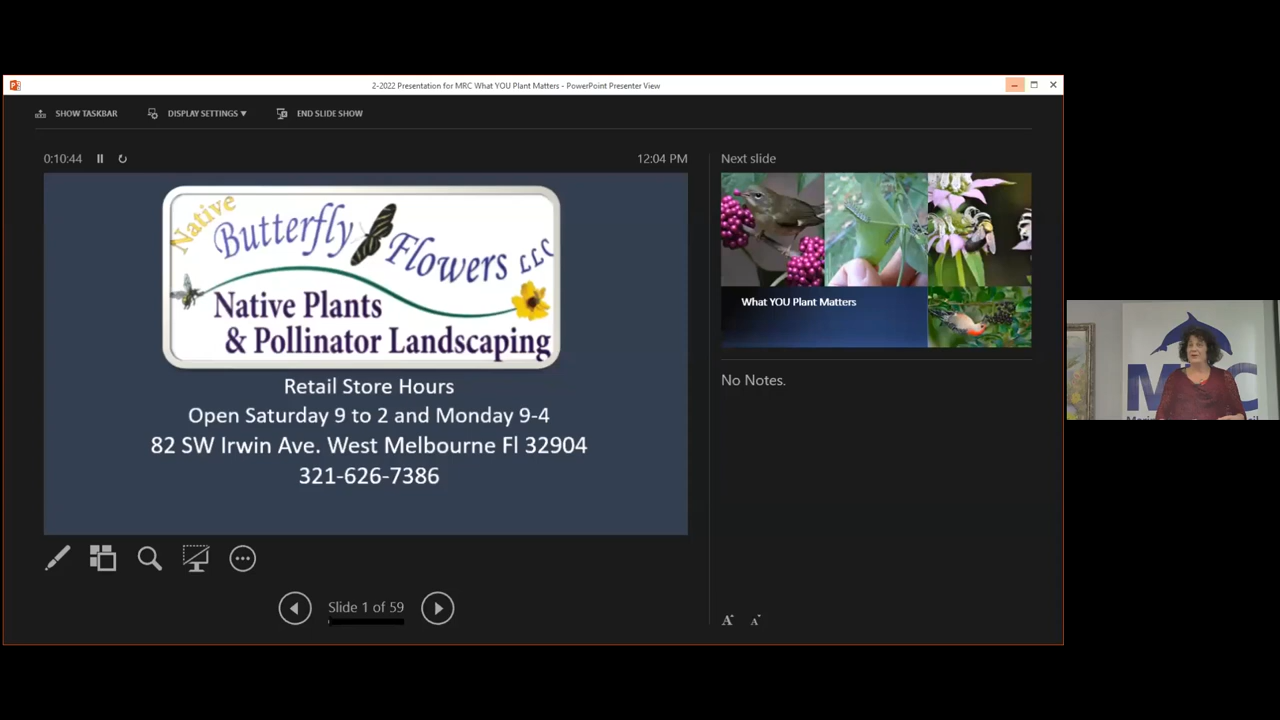 2-2022 Presentation for MRC What YOU Plant Matters - PowerPoint Presenter View
SHOW TASKBAR
DISPLAY SETTINGS ▼
END SLIDE SHOW
0:10:44
12:04 PM
Native
Butterfly Flowers LLC
Native Plants
& Pollinator Landscaping
Retail Store Hours
Open Saturday 9 to 2 and Monday 9-4
82 SW Irwin Ave. West Melbourne Fl 32904
321-626-7386
Slide 1 of 59
Next slide
What YOU Plant Matters
No Notes.
A
A